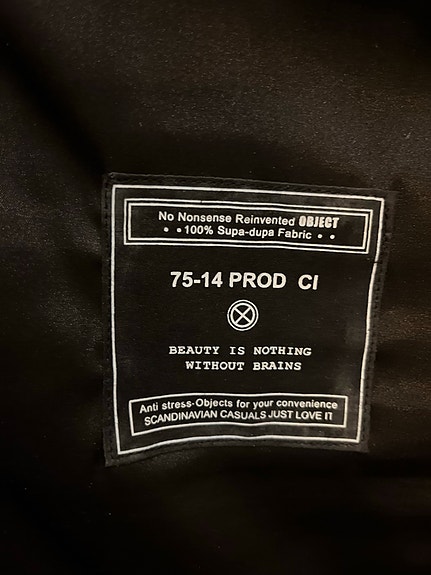 No Nonsense Reinvented OBJECT
• • 100% Supa-dupa Fabric • •
75-14 PROD CI
BEAUTY IS NOTHING
WITHOUT BRAINS
Anti stress-Objects for your convenience
SCANDINAVIAN CASUALS JUST LOVE IT